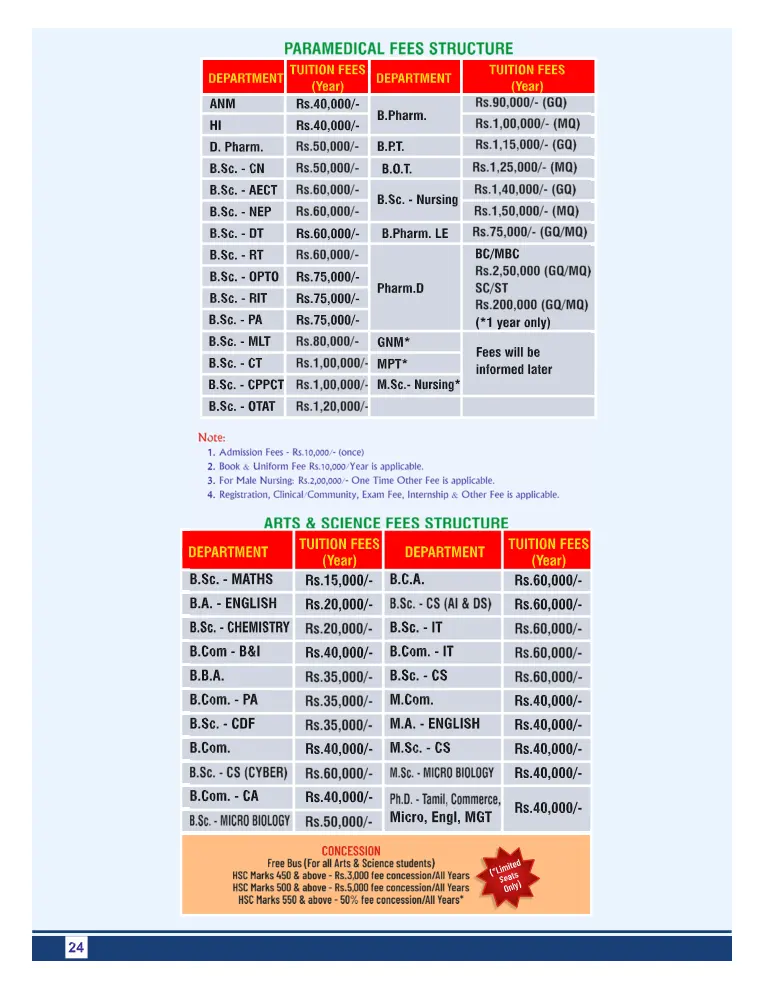 PARAMEDICAL FEES STRUCTURE
DEPARTMENT TUITION FEES (Year) DEPARTMENT TUITION FEES (Year)
ANM Rs.40,000/- B.Pharm. Rs.90,000/- (GQ)
HI Rs.40,000/- Rs.1,00,000/- (MQ)
D. Pharm. Rs.50,000/- B.P.T. Rs.1,15,000/- (GQ)
B.Sc. - CN Rs.50,000/- B.O.T. Rs.1,25,000/- (MQ)
B.Sc. - AECT Rs.60,000/- B.Sc. - Nursing Rs.1,40,000/- (GQ)
B.Sc. - NEP Rs.60,000/- Rs.1,50,000/- (MQ)
B.Sc. - DT Rs.60,000/- B.Pharm. LE Rs.75,000/- (GQ/MQ)
B.Sc. - RT Rs.60,000/- Pharm.D BC/MBC
B.Sc. - OPTO Rs.75,000/- Rs.2,50,000 (GQ/MQ)
SC/ST
B.Sc. - RIT Rs.75,000/- Rs.200,000 (GQ/MQ)
B.Sc. - PA Rs.75,000/- (*1 year only)
B.Sc. - MLT Rs.80,000/- GNM* Fees will be
B.Sc. - CT Rs.1,00,000/- MPT* informed later
B.Sc. - CPPCT Rs.1,00,000/- M.Sc.- Nursing*
B.Sc. - OTAT Rs.1,20,000/-
Note:
1. Admission Fees - Rs.10,000/- (once)
2. Book & Uniform Fee Rs.10,000/Year is applicable.
3. For Male Nursing: Rs.2,00,000/- One Time Other Fee is applicable.
4. Registration, Clinical/Community, Exam Fee, Internship & Other Fee is applicable.
ARTS & SCIENCE FEES STRUCTURE
DEPARTMENT TUITION FEES (Year) DEPARTMENT TUITION FEES (Year)
B.Sc. - MATHS Rs.15,000/- B.C.A. Rs.60,000/-
B.A. - ENGLISH Rs.20,000/- B.Sc. - CS (AI & DS) Rs.60,000/-
B.Sc. - CHEMISTRY Rs.20,000/- B.Sc. - IT Rs.60,000/-
B.Com - B&I Rs.40,000/- B.Com. - IT Rs.60,000/-
B.B.A. Rs.35,000/- B.Sc. - CS Rs.60,000/-
B.Com. - PA Rs.35,000/- M.Com. Rs.40,000/-
B.Sc. - CDF Rs.35,000/- M.A. - ENGLISH Rs.40,000/-
B.Com. Rs.40,000/- M.Sc. - CS Rs.40,000/-
B.Sc. - CS (CYBER) Rs.60,000/- M.Sc. - MICRO BIOLOGY Rs.40,000/-
B.Com. - CA Rs.40,000/- Ph.D. - Tamil, Commerce, Rs.40,000/-
B.Sc. - MICRO BIOLOGY Rs.50,000/- Micro, Engl, MGT
CONCESSION
Free Bus (For all Arts & Science students)
HSC Marks 450 & above - Rs.3,000 fee concession/All Years
HSC Marks 500 & above - Rs.5,000 fee concession/All Years
HSC Marks 550 & above - 50% fee concession/All Years*
(*Limited
Seats
Only)
24